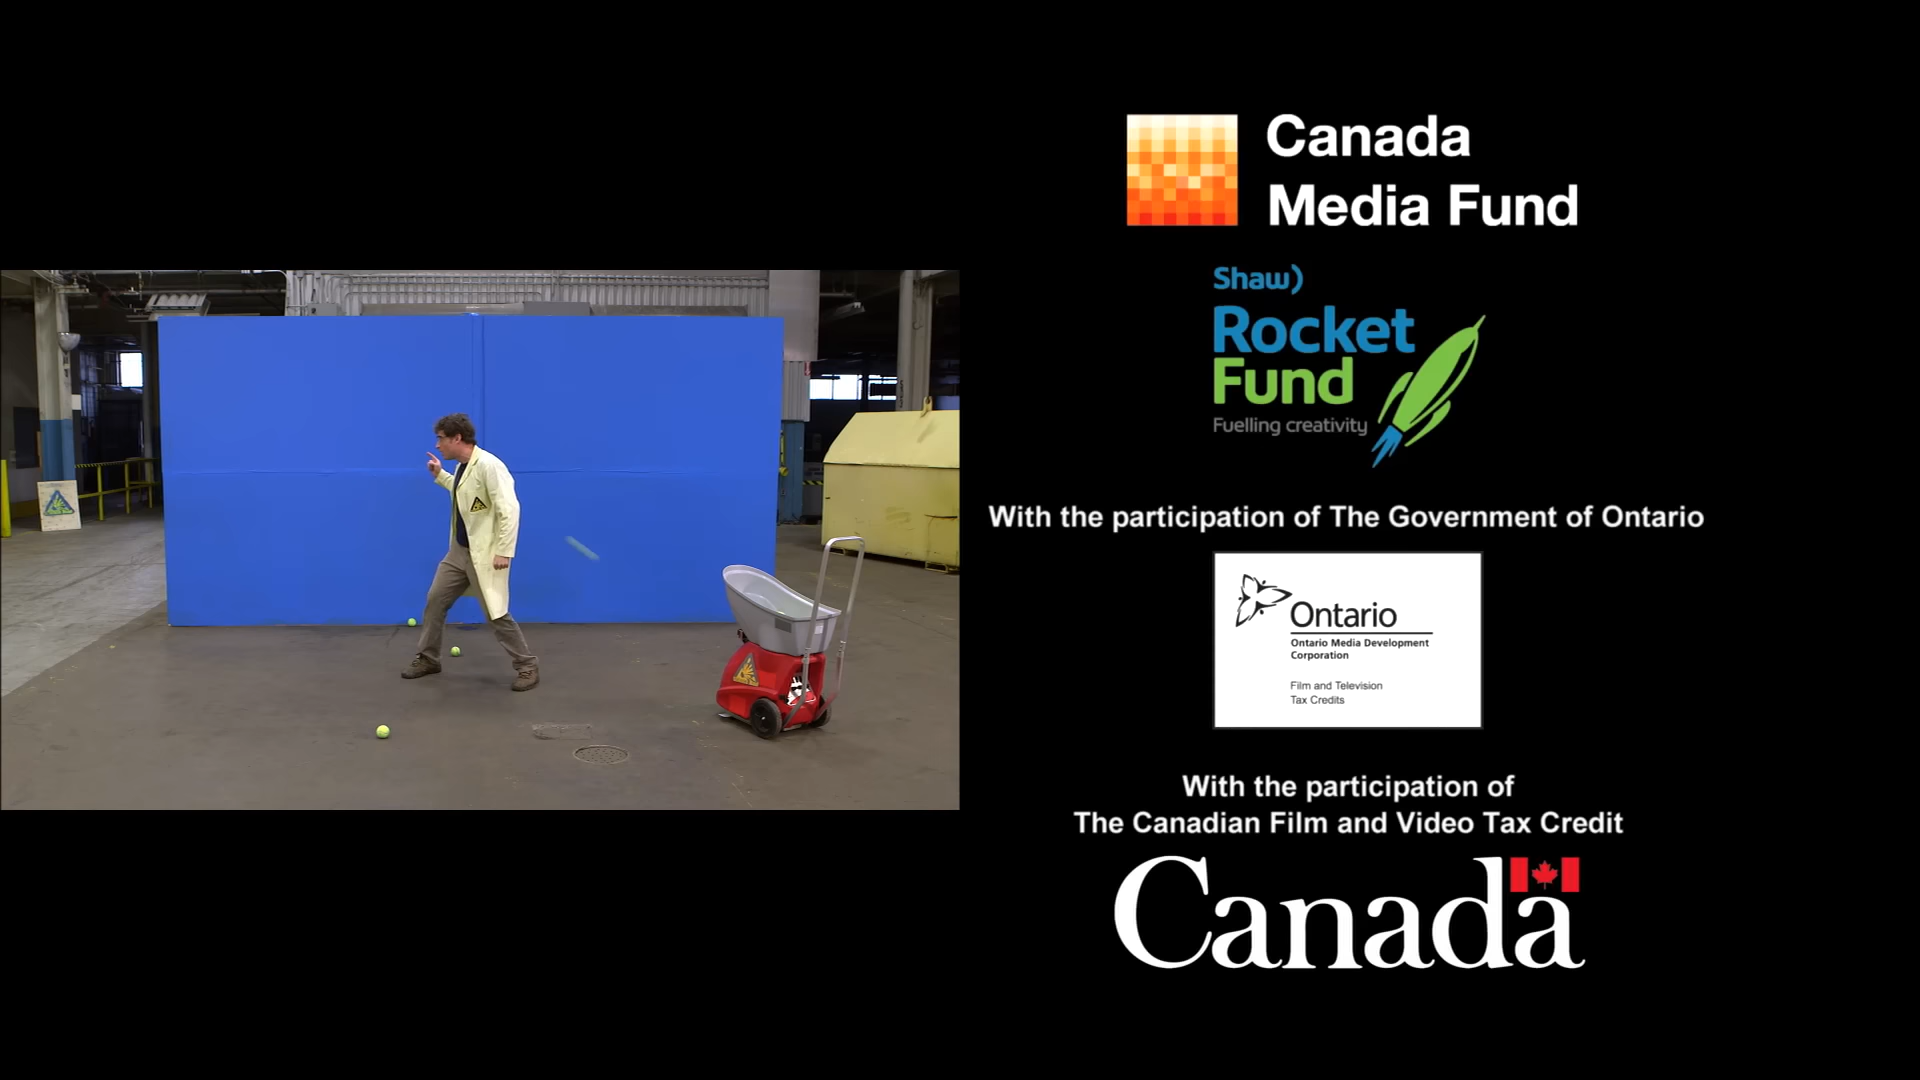 Canada
Media Fund
Shaw)
Rocket
Fund
Fuelling creativity
With the participation of The Government of Ontario
Ontario
Ontario Media Development
Corporation
Film and Television
Tax Credits
With the participation of
The Canadian Film and Video Tax Credit
Canada